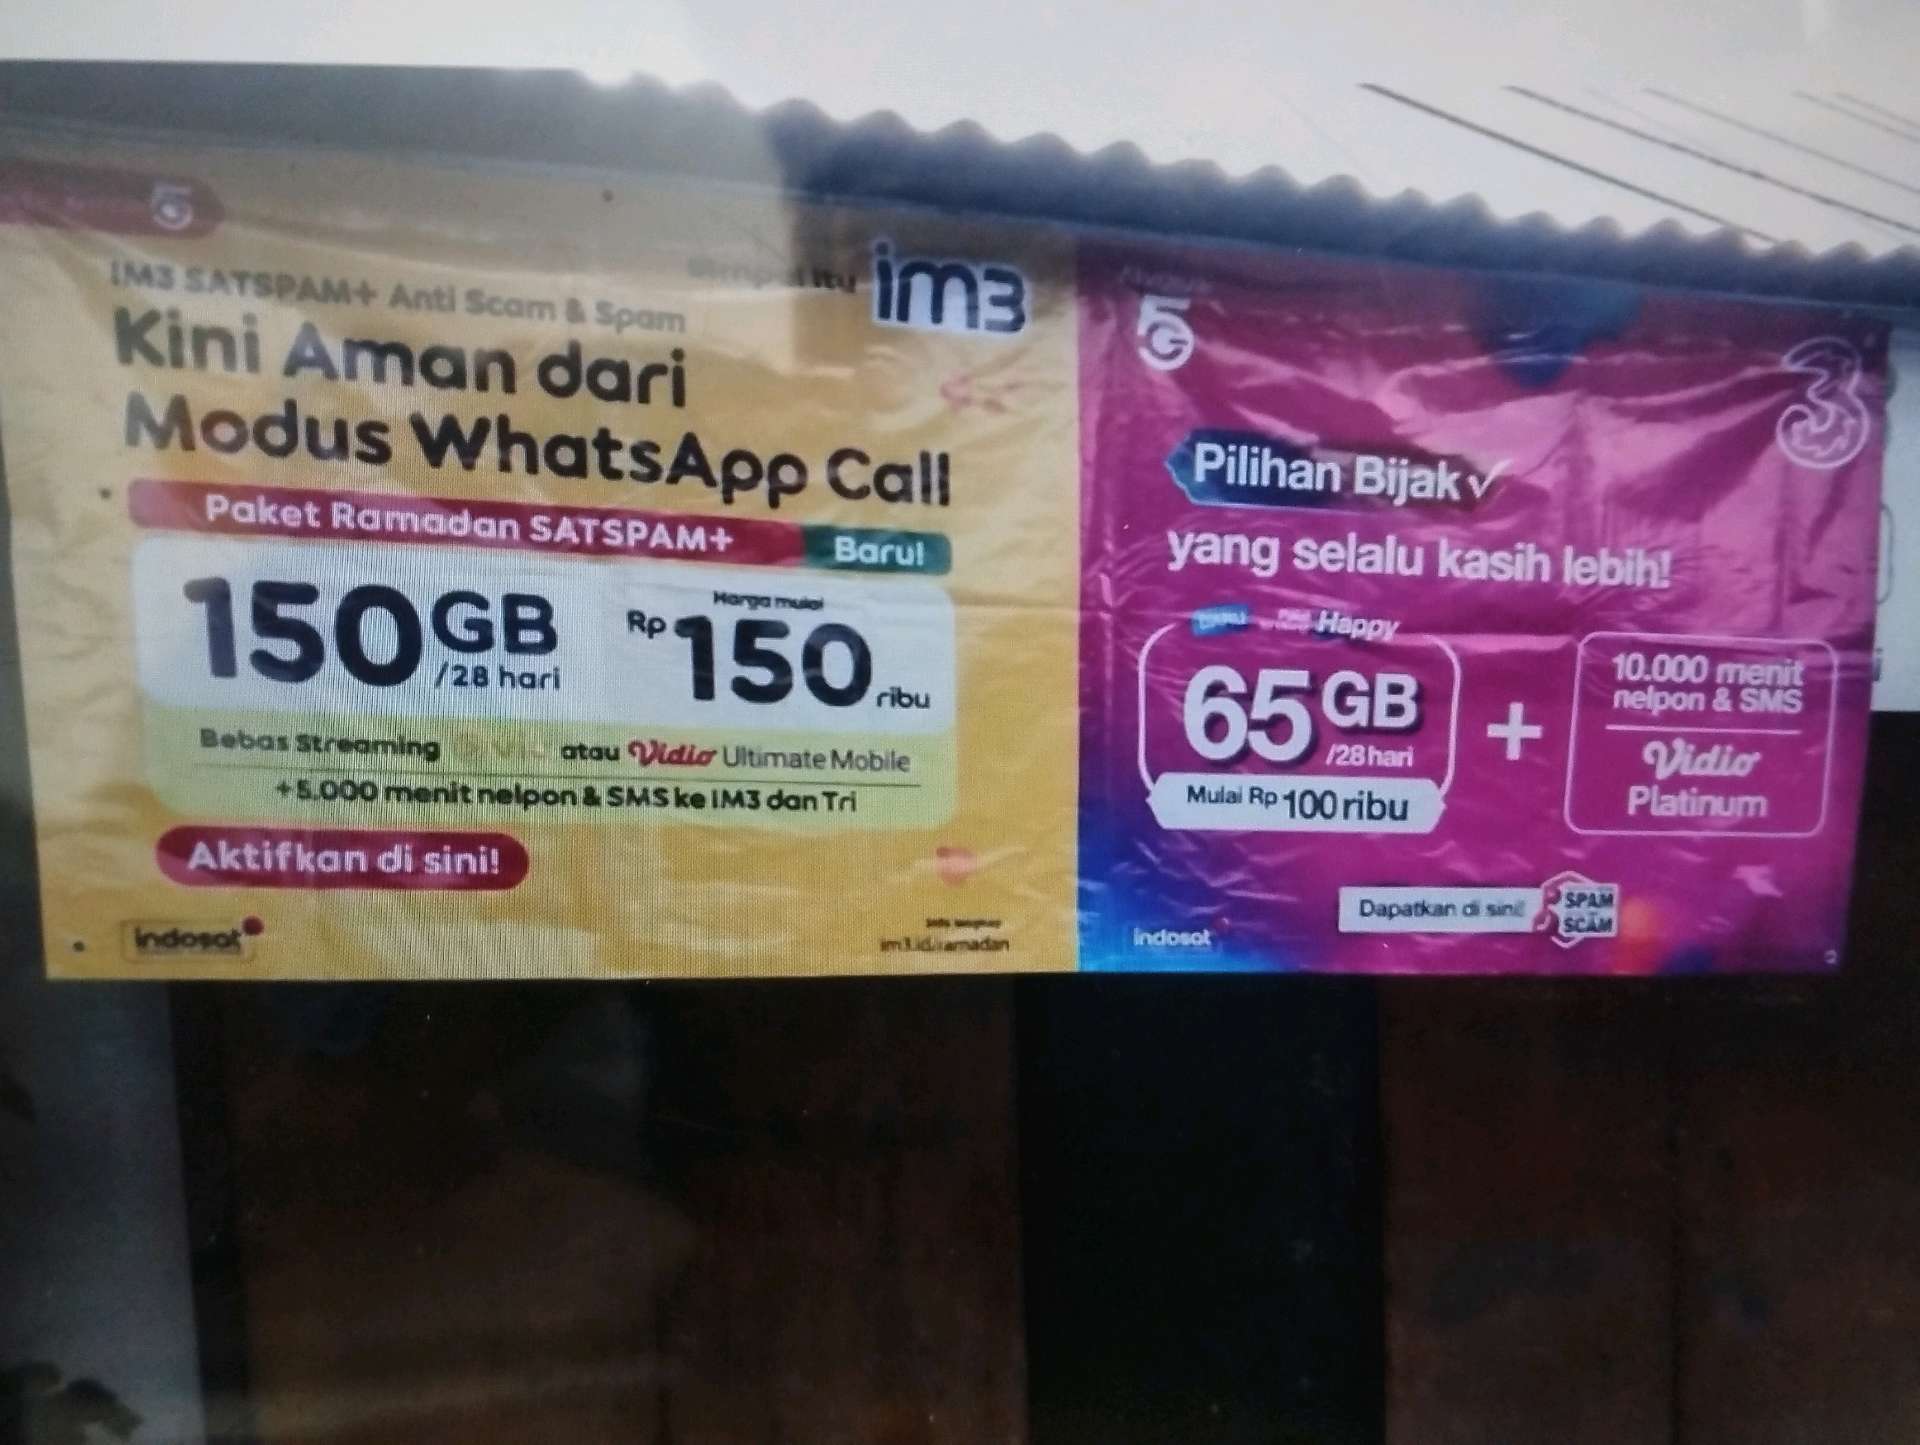 5G
IM3 SATSPAM+ Anti Scam & Spam
Simpel itu im3
Kini Aman dari
Modus WhatsApp Call
Paket Ramadan SATSPAM+ Baru!
150GB /28 hari
Harga mulai
Rp150 ribu
Bebas Streaming
atau Vidio Ultimate Mobile
+5.000 menit nelpon & SMS ke IM3 dan Tri
Aktifkan di sini!
indosat
im3.id/ramadan
5G
3
Pilihan Bijak
yang selalu kasih lebih!
Happy
65GB /28 hari
Mulai Rp 100 ribu
+
10.000 menit
nelpon & SMS
Vidio
Platinum
Dapatkan di sini!
SPAM
SCAM
indosat